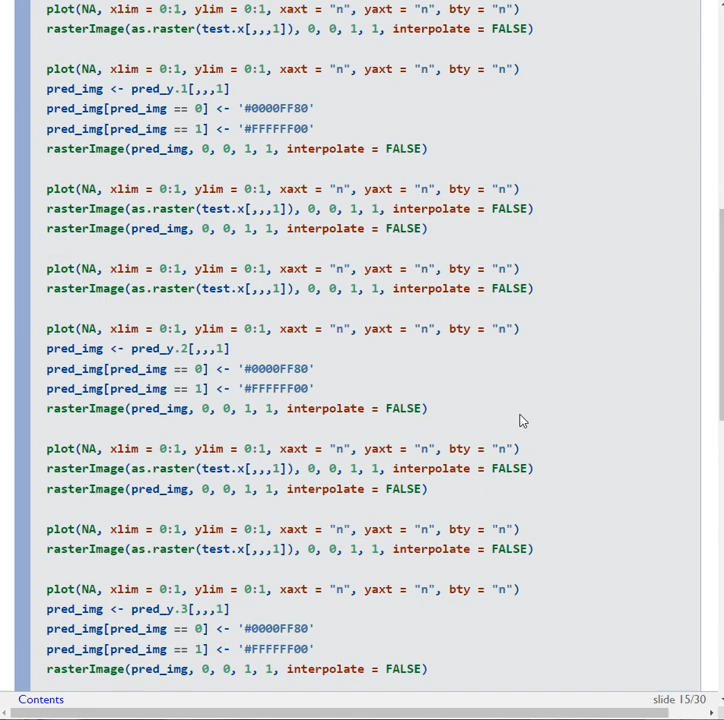 plot(NA, xlim = 0:1, ylim = 0:1, xaxt = "n", yaxt = "n", bty = "n")
rasterImage(as.raster(test.x[,,,1]), 0, 0, 1, 1, interpolate = FALSE)
plot(NA, xlim = 0:1, ylim = 0:1, xaxt = "n", yaxt = "n", bty = "n")
pred_img <- pred_y.1[,,,1]
pred_img[pred_img == 0] <- '#0000FF80'
pred_img[pred_img == 1] <- '#FFFFFF00'
rasterImage(pred_img, 0, 0, 1, 1, interpolate = FALSE)
plot(NA, xlim = 0:1, ylim = 0:1, xaxt = "n", yaxt = "n", bty = "n")
rasterImage(as.raster(test.x[,,,1]), 0, 0, 1, 1, interpolate = FALSE)
rasterImage(pred_img, 0, 0, 1, 1, interpolate = FALSE)
plot(NA, xlim = 0:1, ylim = 0:1, xaxt = "n", yaxt = "n", bty = "n")
rasterImage(as.raster(test.x[,,,1]), 0, 0, 1, 1, interpolate = FALSE)
plot(NA, xlim = 0:1, ylim = 0:1, xaxt = "n", yaxt = "n", bty = "n")
pred_img <- pred_y.2[,,,1]
pred_img[pred_img == 0] <- '#0000FF80'
pred_img[pred_img == 1] <- '#FFFFFF00'
rasterImage(pred_img, 0, 0, 1, 1, interpolate = FALSE)
plot(NA, xlim = 0:1, ylim = 0:1, xaxt = "n", yaxt = "n", bty = "n")
rasterImage(as.raster(test.x[,,,1]), 0, 0, 1, 1, interpolate = FALSE)
rasterImage(pred_img, 0, 0, 1, 1, interpolate = FALSE)
plot(NA, xlim = 0:1, ylim = 0:1, xaxt = "n", yaxt = "n", bty = "n")
rasterImage(as.raster(test.x[,,,1]), 0, 0, 1, 1, interpolate = FALSE)
plot(NA, xlim = 0:1, ylim = 0:1, xaxt = "n", yaxt = "n", bty = "n")
pred_img <- pred_y.3[,,,1]
pred_img[pred_img == 0] <- '#0000FF80'
pred_img[pred_img == 1] <- '#FFFFFF00'
rasterImage(pred_img, 0, 0, 1, 1, interpolate = FALSE)
Contents
slide 15/30